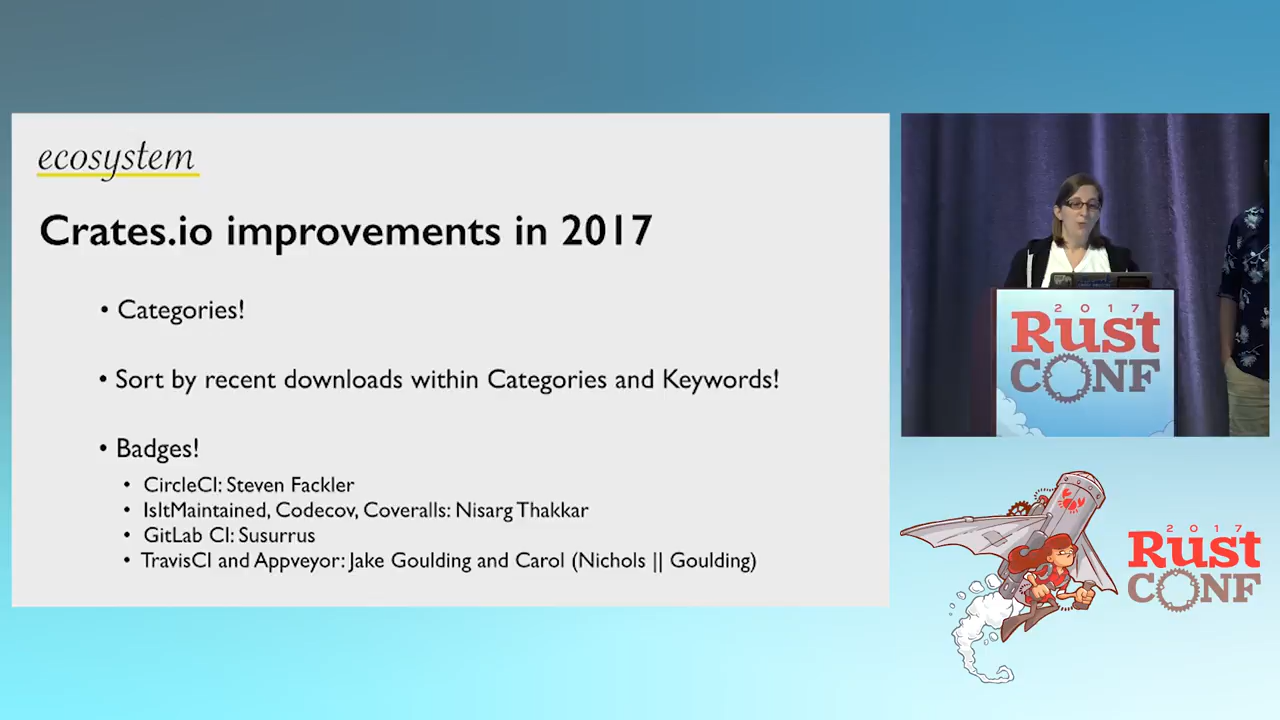 ecosystem
Crates.io improvements in 2017
• Categories!
• Sort by recent downloads within Categories and Keywords!
• Badges!
• CircleCI: Steven Fackler
• IsItMaintained, Codecov, Coveralls: Nisarg Thakkar
• GitLab CI: Susurrus
• TravisCI and Appveyor: Jake Goulding and Carol (Nichols || Goulding)
2017
Rust
CONF
2017
Rust
CONF